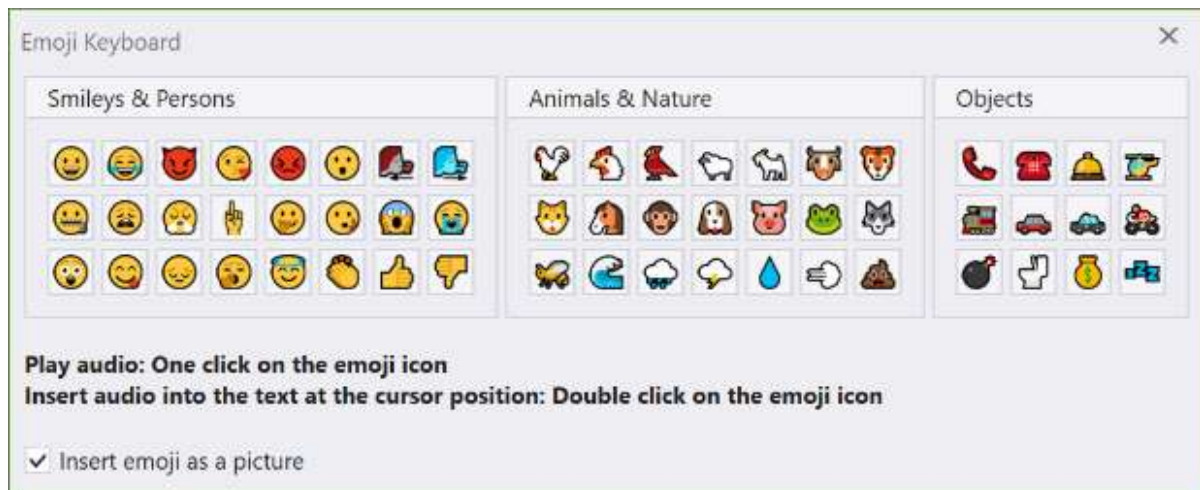 Emoji Keyboard
Smileys & Persons
Animals & Nature
Objects
Play audio: One click on the emoji icon
Insert audio into the text at the cursor position: Double click on the emoji icon
Insert emoji as a picture